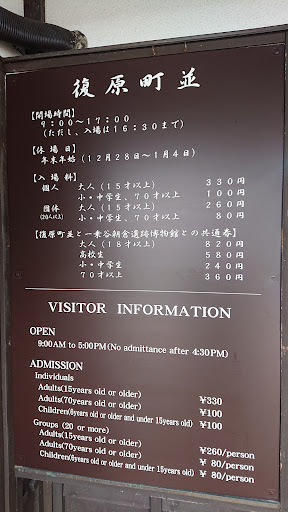 復原町並
【開場時間】
９：００～１７：００
（ただし、入場は１６：３０まで）
【休 場 日】
年末年始（１２月２８日～１月４日）
【入 場 料】
個人 大人（１５才以上） ３３０円
小・中学生、７０才以上 １００円
団体 大人（１５才以上） ２６０円
(20人以上) 小・中学生、７０才以上 ８０円
【復原町並と一乗谷朝倉遺跡博物館との共通券】
大人（１８才以上） ８２０円
高校生 ５８０円
小・中学生 ２４０円
７０才以上 ３６０円
VISITOR INFORMATION
OPEN
9:00AM to 5:00PM(No admittance after 4:30PM)
ADMISSION
Individuals
Adults(15years old or older) ¥330
Adults(70years old or older) ¥100
Children(6years old or older and under 15years old) ¥100
Groups (20 or more)
Adults(15years old or older) ¥260/person
Adults(70years old or older) ¥ 80/person
Children(6years old or older and under 15years old) ¥ 80/person